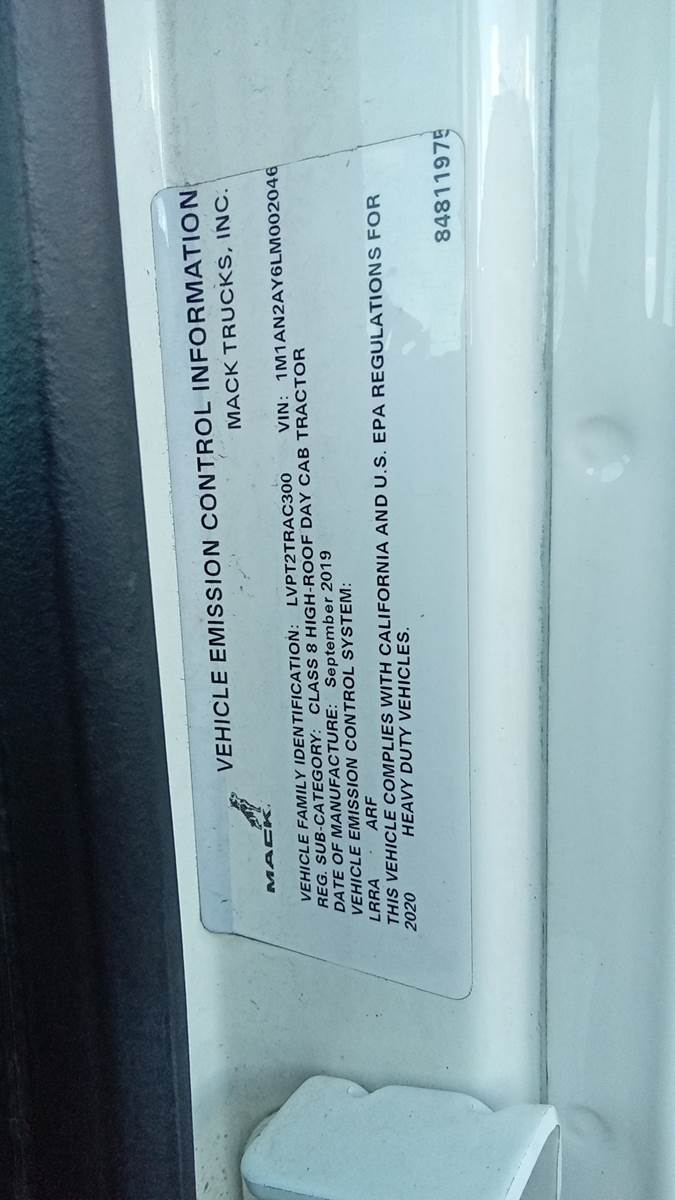 VEHICLE EMISSION CONTROL INFORMATION
MACK MACK TRUCKS, INC.
VEHICLE FAMILY IDENTIFICATION: LVPT2TRAC300 VIN: 1M1AN2AY6LM002046
REG. SUB-CATEGORY: CLASS 8 HIGH-ROOF DAY CAB TRACTOR
DATE OF MANUFACTURE: September 2019
VEHICLE EMISSION CONTROL SYSTEM:
LRRA ARF
THIS VEHICLE COMPLIES WITH CALIFORNIA AND U.S. EPA REGULATIONS FOR
2020 HEAVY DUTY VEHICLES.
84811975